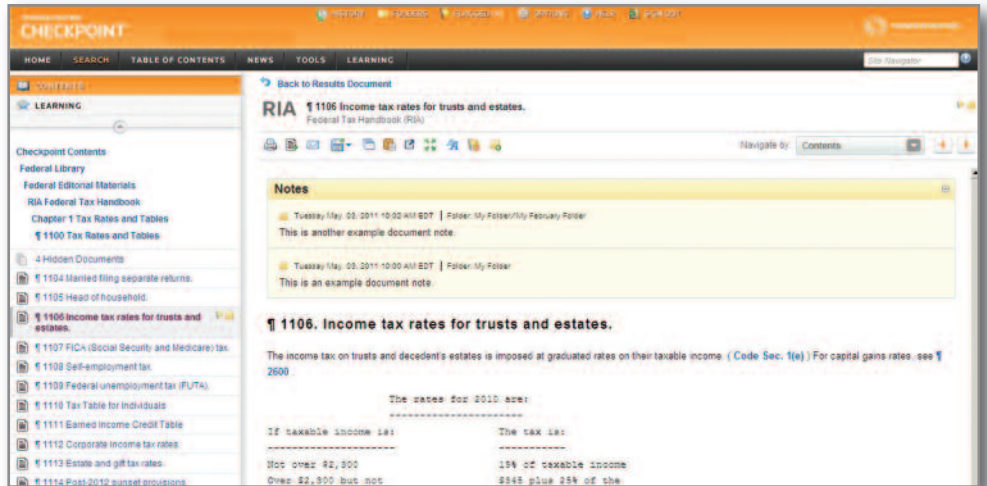 CHECKPOINT
HISTORY FOLDERS FLAGGED OPTIONS HELP SIGN OUT
HOME SEARCH TABLE OF CONTENTS NEWS TOOLS LEARNING
Site Navigator
CONTENTS
LEARNING
Checkpoint Contents
Federal Library
Federal Editorial Materials
RIA Federal Tax Handbook
Chapter 1 Tax Rates and Tables
¶ 1100 Tax Rates and Tables
4 Hidden Documents
¶ 1104 Married filing separate returns.
¶ 1105 Head of household.
¶ 1106 Income tax rates for trusts and
estates.
¶ 1107 FICA (Social Security and Medicare) tax.
¶ 1108 Self-employment tax.
¶ 1109 Federal unemployment tax (FUTA).
¶ 1110 Tax Table for Individuals
¶ 1111 Earned Income Credit Table
¶ 1112 Corporate income tax rates.
¶ 1113 Estate and gift tax rates.
¶ 1114 Post-2012 sunset provisions.
Back to Results Document
RIA ¶ 1106 Income tax rates for trusts and estates.
Federal Tax Handbook (RIA)
Navigate by: Contents
Notes
Tuesday May. 03, 2011 10:02 AM EDT | Folder: My Folder/My February Folder
This is another example document note.
Tuesday May. 03, 2011 10:00 AM EDT | Folder: My Folder
This is an example document note.
¶ 1106. Income tax rates for trusts and estates.
The income tax on trusts and decedent's estates is imposed at graduated rates on their taxable income. ( Code Sec. 1(e) ) For capital gains rates, see ¶
2600 .
The rates for 2010 are:
-----------------------
If taxable income is: The tax is:
--------------------- -----------
Not over $2,300 15% of taxable income
Over $2,300 but not $345 plus 25% of the